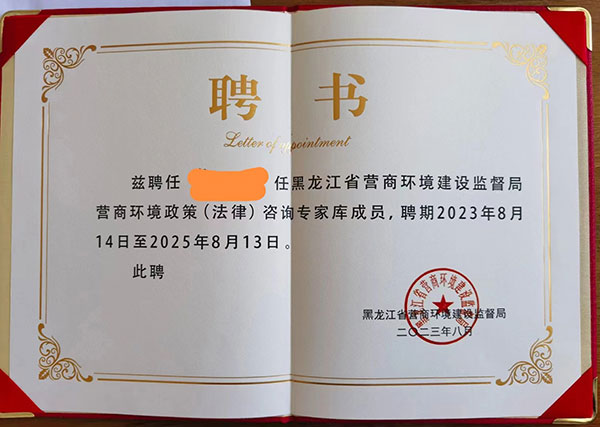 聘 书
Letter of appointment
兹聘任 任黑龙江省营商环境建设监督局
营商环境政策(法律)咨询专家库成员,聘期2023年8月
14日至2025年8月13日。
此聘
黑龙江省营商环境建设监督局
二〇二三年八月